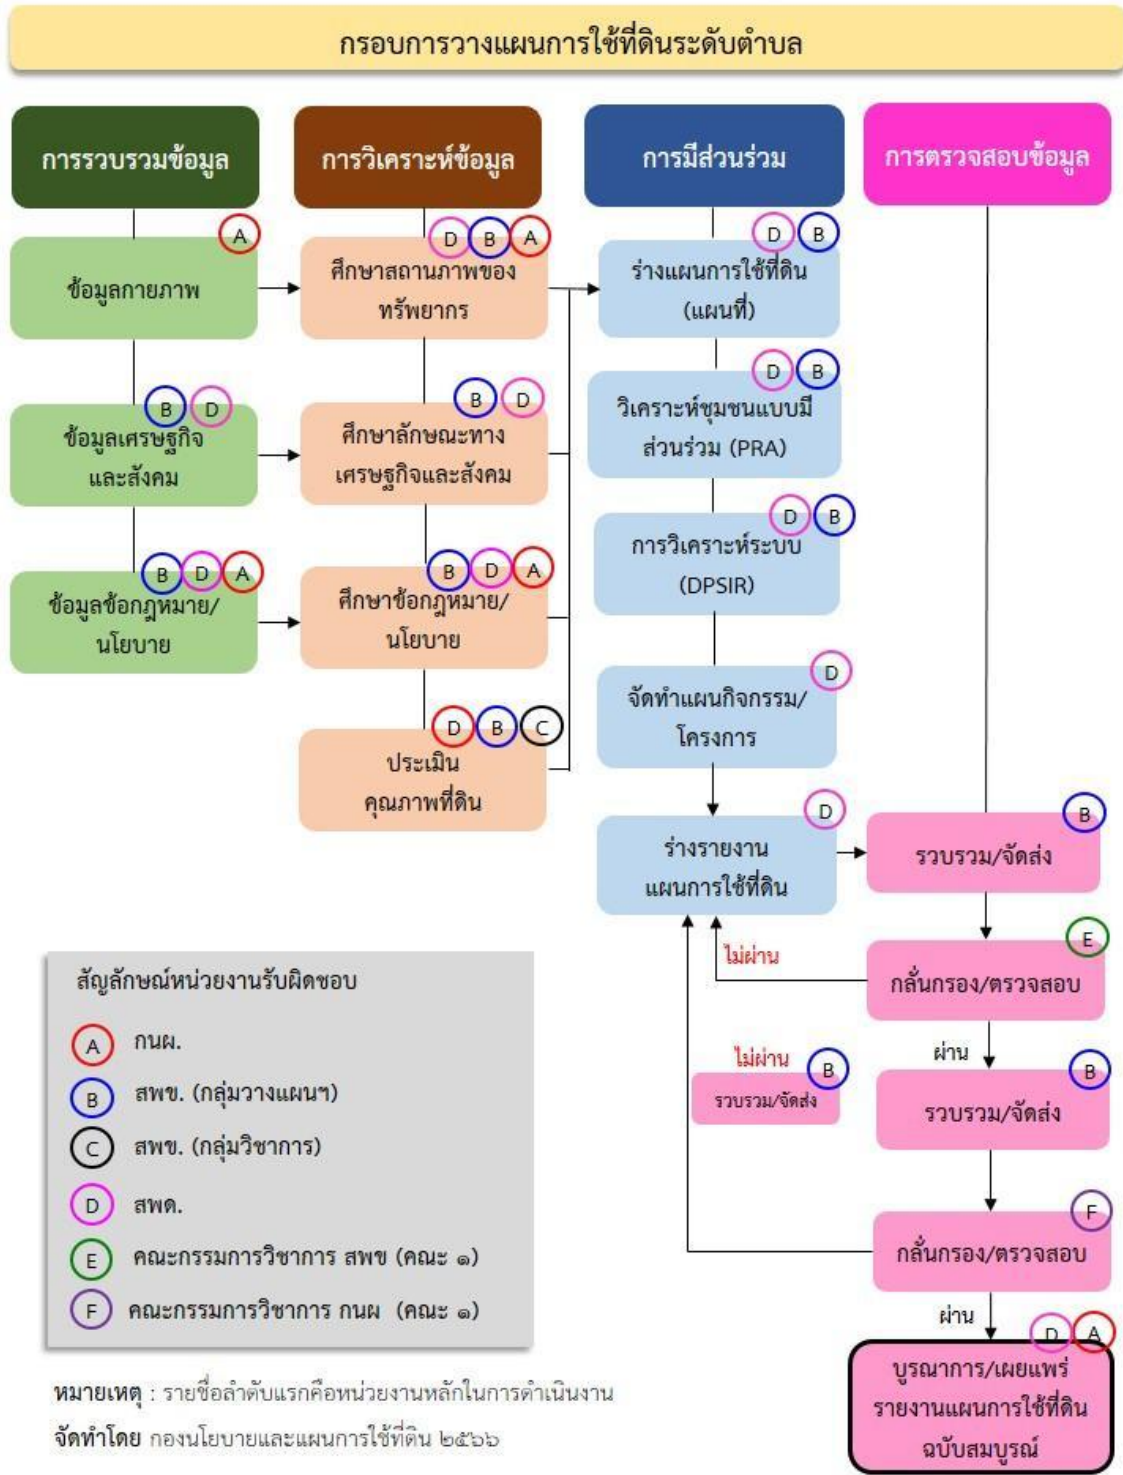 กรอบการวางแผนการใช้ที่ดินระดับตำบล
การรวบรวมข้อมูล
A
ข้อมูลกายภาพ
B D
ข้อมูลเศรษฐกิจ
และสังคม
B D A
ข้อมูลข้อกฎหมาย/
นโยบาย
การวิเคราะห์ข้อมูล
D B A
ศึกษาสถานภาพของ
ทรัพยากร
B D
ศึกษาลักษณะทาง
เศรษฐกิจและสังคม
B D A
ศึกษาข้อกฎหมาย/
นโยบาย
D B C
ประเมิน
คุณภาพที่ดิน
การมีส่วนร่วม
D B
ร่างแผนการใช้ที่ดิน
(แผนที่)
D B
วิเคราะห์ชุมชนแบบมี
ส่วนร่วม (PRA)
D B
การวิเคราะห์ระบบ
(DPSIR)
D
จัดทำแผนกิจกรรม/
โครงการ
D
ร่างรายงาน
แผนการใช้ที่ดิน
การตรวจสอบข้อมูล
B
รวบรวม/จัดส่ง
E
กลั่นกรอง/ตรวจสอบ
ไม่ผ่าน
ผ่าน
B
รวบรวม/จัดส่ง
ไม่ผ่าน
B
รวบรวม/จัดส่ง
F
กลั่นกรอง/ตรวจสอบ
ผ่าน
D A
บูรณาการ/เผยแพร่
รายงานแผนการใช้ที่ดิน
ฉบับสมบูรณ์
สัญลักษณ์หน่วยงานรับผิดชอบ
A กนผ.
B สพข. (กลุ่มวางแผนฯ)
C สพข. (กลุ่มวิชาการ)
D สพด.
E คณะกรรมการวิชาการ สพข (คณะ ๑)
F คณะกรรมการวิชาการ กนผ (คณะ ๑)
หมายเหตุ : รายชื่อลำดับแรกคือหน่วยงานหลักในการดำเนินงาน
จัดทำโดย กองนโยบายและแผนการใช้ที่ดิน ๒๕๖๖